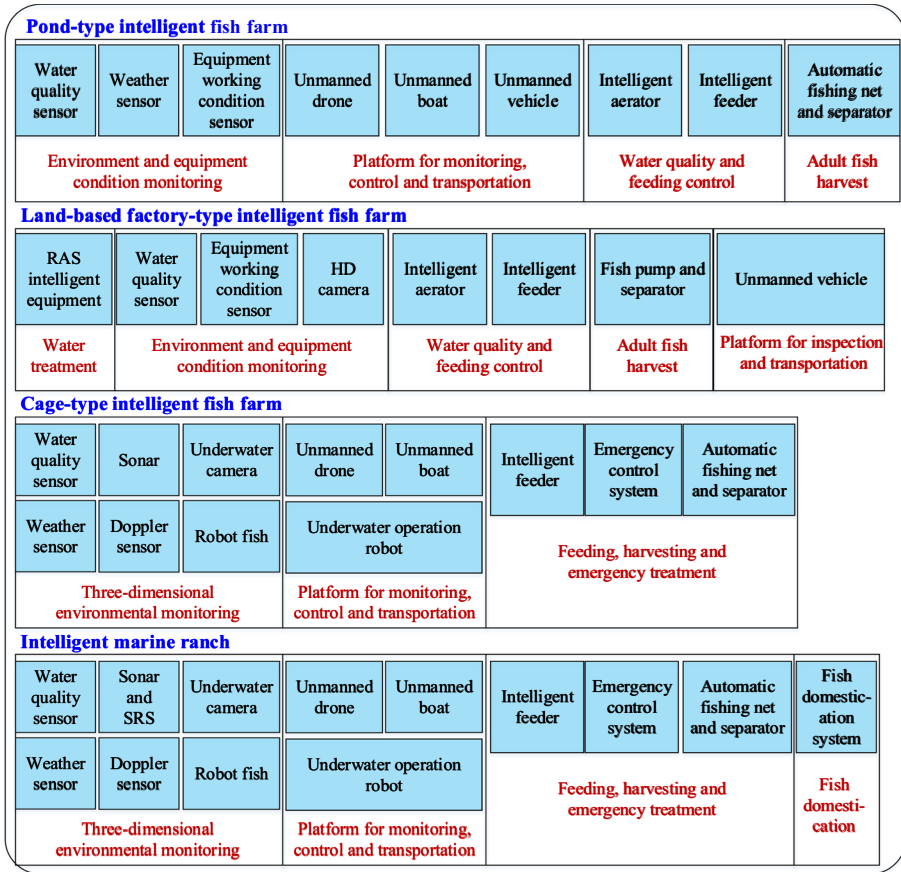 Pond-type intelligent fish farm
Water
quality
sensor
Weather
sensor
Equipment
working
condition
sensor
Unmanned
drone
Unmanned
boat
Unmanned
vehicle
Intelligent
aerator
Intelligent
feeder
Automatic
fishing net
and separator
Environment and equipment
condition monitoring
Platform for monitoring,
control and transportation
Water quality and
feeding control
Adult fish
harvest
Land-based factory-type intelligent fish farm
RAS
intelligent
equipment
Water
quality
sensor
Equipment
working
condition
sensor
HD
camera
Intelligent
aerator
Intelligent
feeder
Fish pump and
separator
Unmanned vehicle
Water
treatment
Environment and equipment
condition monitoring
Water quality and
feeding control
Adult fish
harvest
Platform for inspection
and transportation
Cage-type intelligent fish farm
Water
quality
sensor
Sonar
Underwater
camera
Unmanned
drone
Unmanned
boat
Intelligent
feeder
Emergency
control
system
Automatic
fishing net
and separator
Weather
sensor
Doppler
sensor
Robot fish
Underwater operation
robot
Three-dimensional
environmental monitoring
Platform for monitoring,
control and transportation
Feeding, harvesting and
emergency treatment
Intelligent marine ranch
Water
quality
sensor
Sonar
and
SRS
Underwater
camera
Unmanned
drone
Unmanned
boat
Intelligent
feeder
Emergency
control
system
Automatic
fishing net
and separator
Fish
domestic-
ation
system
Weather
sensor
Doppler
sensor
Robot fish
Underwater operation
robot
Three-dimensional
environmental monitoring
Platform for monitoring,
control and transportation
Feeding, harvesting and
emergency treatment
Fish
domesti-
cation